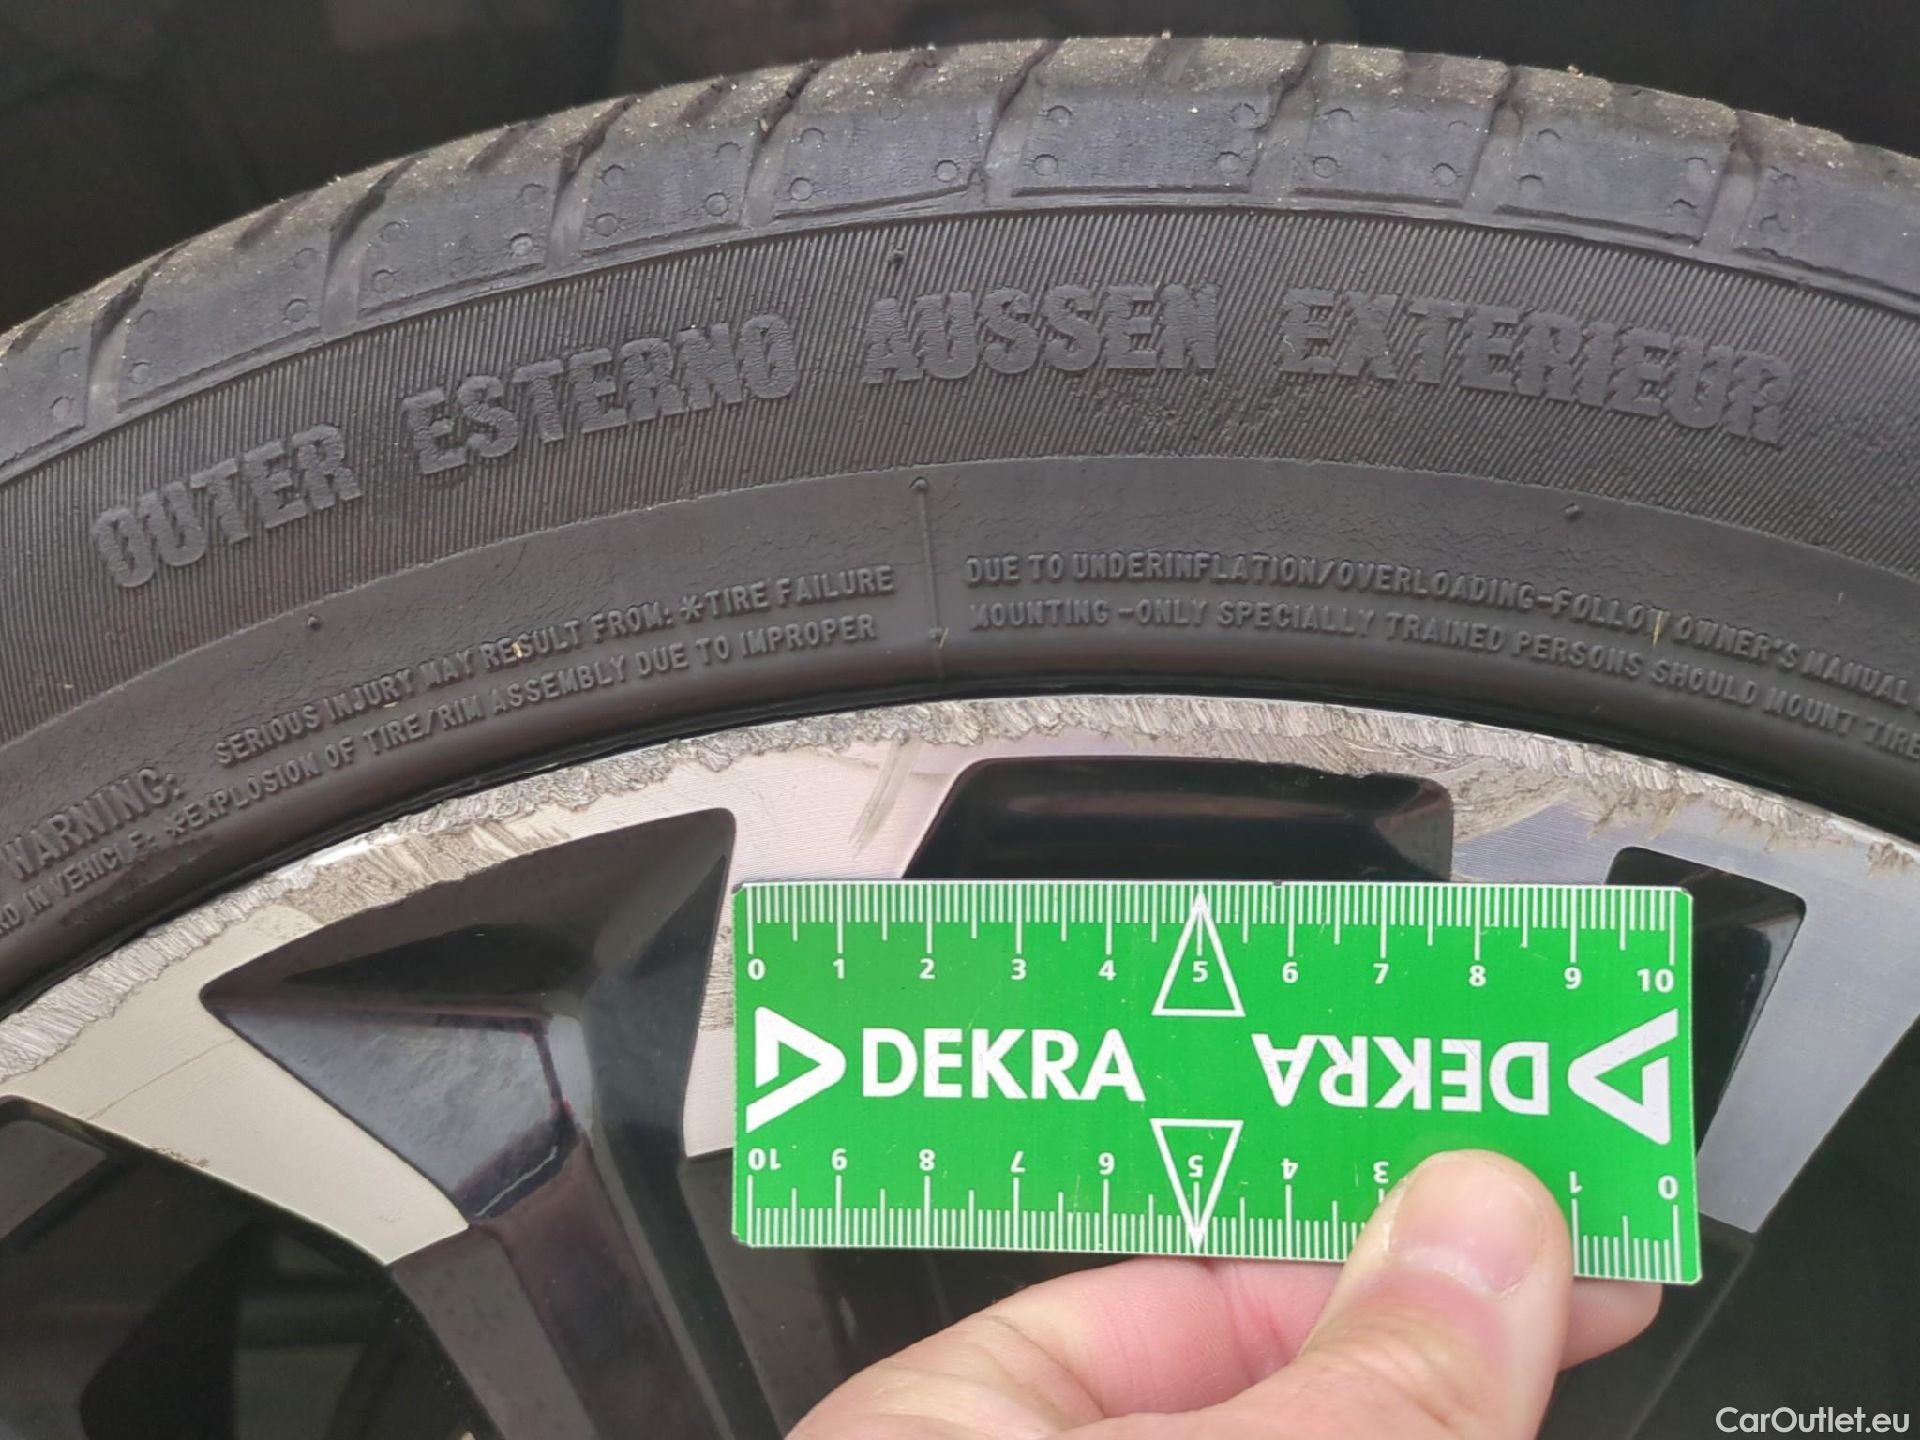 OUTER ESTERNO AUSSEN EXTERIEUR
WARNING:
SERIOUS INJURY MAY RESULT FROM: *TIRE FAILURE
DUE TO UNDERINFLATION/OVERLOADING-FOLLOW OWNER'S MANUAL
IN VEHICLE: *EXPLOSION OF TIRE/RIM ASSEMBLY DUE TO IMPROPER
MOUNTING-ONLY SPECIALLY TRAINED PERSONS SHOULD MOUNT TIRE
0 1 2 3 4 5 6 7 8 9 10
DEKRA DEKRA
10 9 8 7 6 5 4 3 1 0
CarOutlet.eu